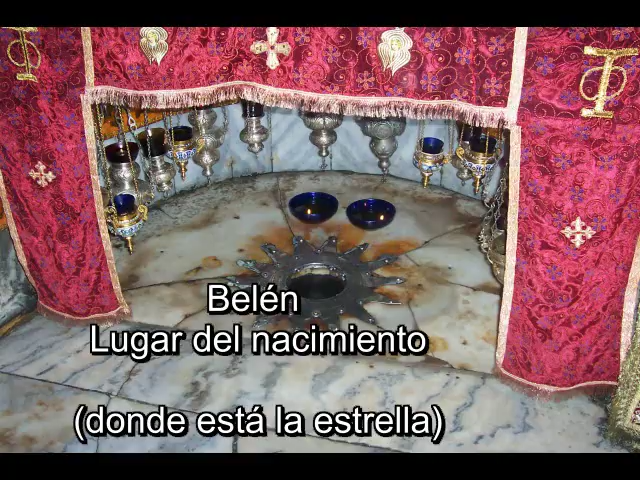 Belén
Lugar del nacimiento
(donde está la estrella)